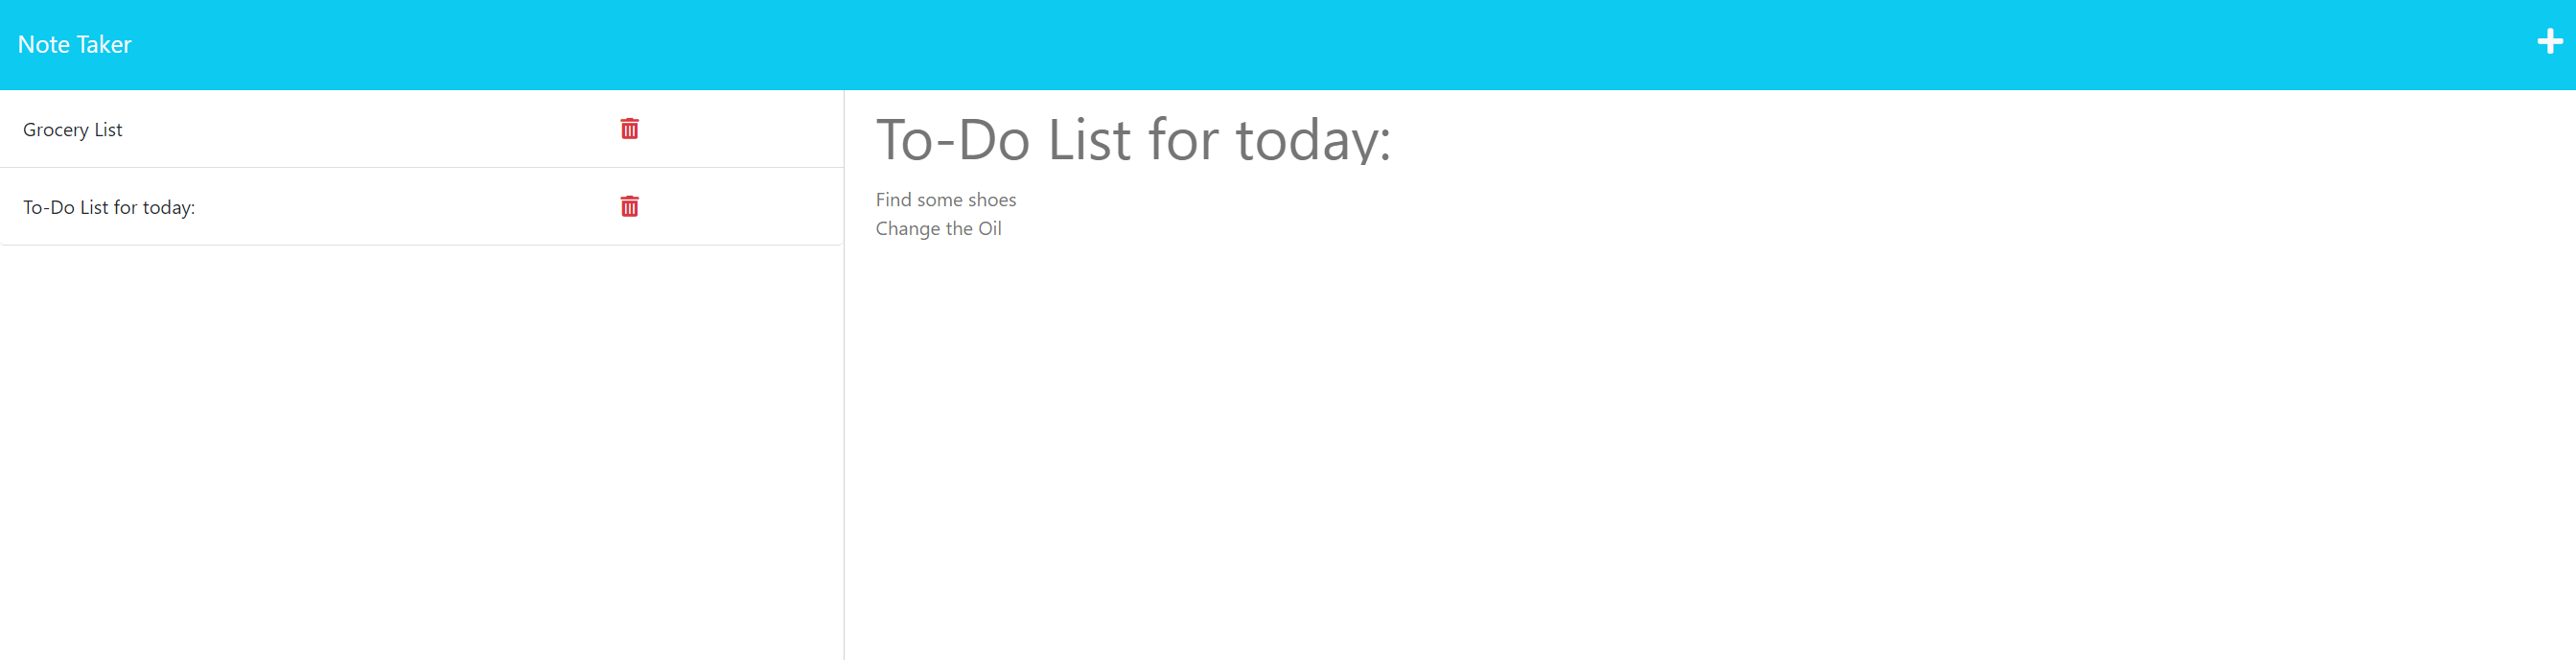 Note Taker
Grocery List
To-Do List for today:
To-Do List for today:
Find some shoes
Change the Oil